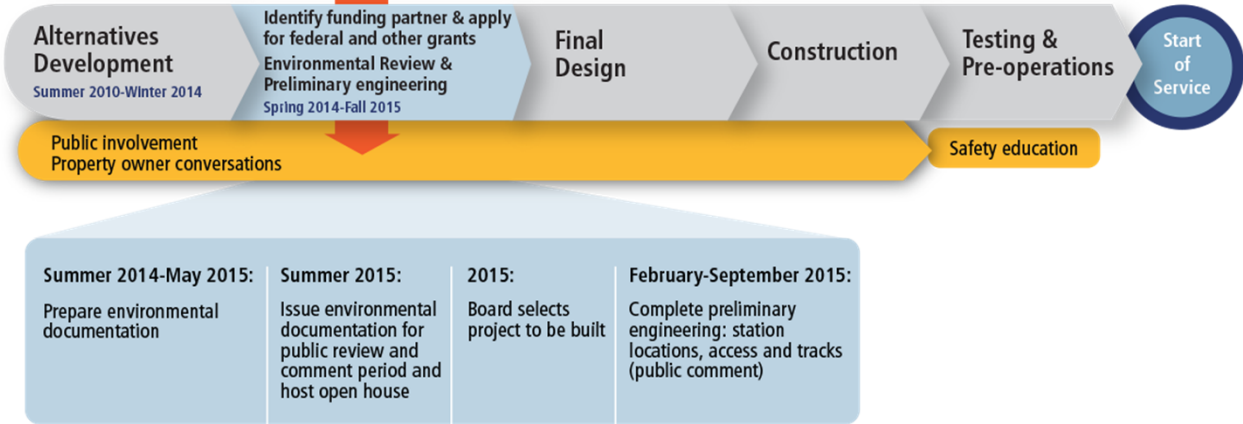 Alternatives
Development
Summer 2010-Winter 2014
Identify funding partner & apply
for federal and other grants
Environmental Review &
Preliminary engineering
Spring 2014-Fall 2015
Final
Design
Construction
Testing &
Pre-operations
Start
of
Service
Public involvement
Property owner conversations
Safety education
Summer 2014-May 2015:
Prepare environmental
documentation
Summer 2015:
Issue environmental
documentation for
public review and
comment period and
host open house
2015:
Board selects
project to be built
February-September 2015:
Complete preliminary
engineering: station
locations, access and tracks
(public comment)